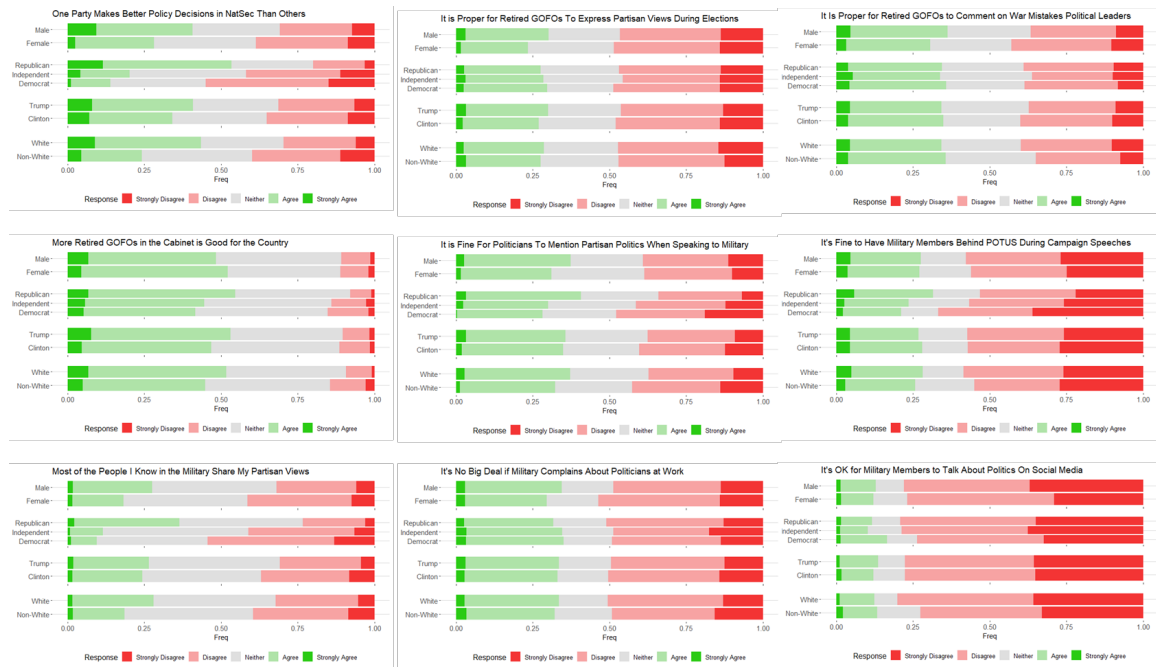 One Party Makes Better Policy Decisions in NatSec Than Others
Male
Female
Republican
Independent
Democrat
Trump
Clinton
White
Non-White
0.00 0.25 0.50 0.75 1.00
Freq
Response Strongly Disagree Disagree Neither Agree Strongly Agree
It is Proper for Retired GOFOs To Express Partisan Views During Elections
Male
Female
Republican
Independent
Democrat
Trump
Clinton
White
Non-White
0.00 0.25 0.50 0.75 1.00
Freq
Response Strongly Disagree Disagree Neither Agree Strongly Agree
It Is Proper for Retired GOFOs to Comment on War Mistakes Political Leaders
Male
Female
Republican
Independent
Democrat
Trump
Clinton
White
Non-White
0.00 0.25 0.50 0.75 1.00
Freq
Response Strongly Disagree Disagree Neither Agree Strongly Agree
More Retired GOFOs in the Cabinet is Good for the Country
Male
Female
Republican
Independent
Democrat
Trump
Clinton
White
Non-White
0.00 0.25 0.50 0.75 1.00
Freq
Response Strongly Disagree Disagree Neither Agree Strongly Agree
It is Fine For Politicians To Mention Partisan Politics When Speaking to Military
Male
Female
Republican
Independent
Democrat
Trump
Clinton
White
Non-White
0.00 0.25 0.50 0.75 1.00
Freq
Response Strongly Disagree Disagree Neither Agree Strongly Agree
It's Fine to Have Military Members Behind POTUS During Campaign Speeches
Male
Female
Republican
Independent
Democrat
Trump
Clinton
White
Non-White
0.00 0.25 0.50 0.75 1.00
Freq
Response Strongly Disagree Disagree Neither Agree Strongly Agree
Most of the People I Know in the Military Share My Partisan Views
Male
Female
Republican
Independent
Democrat
Trump
Clinton
White
Non-White
0.00 0.25 0.50 0.75 1.00
Freq
Response Strongly Disagree Disagree Neither Agree Strongly Agree
It's No Big Deal if Military Complains About Politicians at Work
Male
Female
Republican
Independent
Democrat
Trump
Clinton
White
Non-White
0.00 0.25 0.50 0.75 1.00
Freq
Response Strongly Disagree Disagree Neither Agree Strongly Agree
It's OK for Military Members to Talk About Politics On Social Media
Male
Female
Republican
Independent
Democrat
Trump
Clinton
White
Non-White
0.00 0.25 0.50 0.75 1.00
Freq
Response Strongly Disagree Disagree Neither Agree Strongly Agree